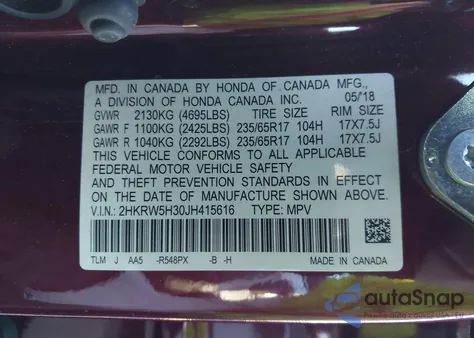 MFD. IN CANADA BY HONDA OF CANADA MFG.,
A DIVISION OF HONDA CANADA INC. 05/18
GVWR 2130KG (4695LBS) TIRE SIZE RIM SIZE
GAWR F 1100KG (2425LBS) 235/65R17 104H 17X7.5J
GAWR R 1040KG (2292LBS) 235/65R17 104H 17X7.5J
THIS VEHICLE CONFORMS TO ALL APPLICABLE
FEDERAL MOTOR VEHICLE SAFETY
AND THEFT PREVENTION STANDARDS IN EFFECT
ON THE DATE OF MANUFACTURE SHOWN ABOVE.
V.I.N.: 2HKRW5H30JH415616 TYPE: MPV
TLM J AA5 -R548PX -B -H
MADE IN CANADA
autoSnap